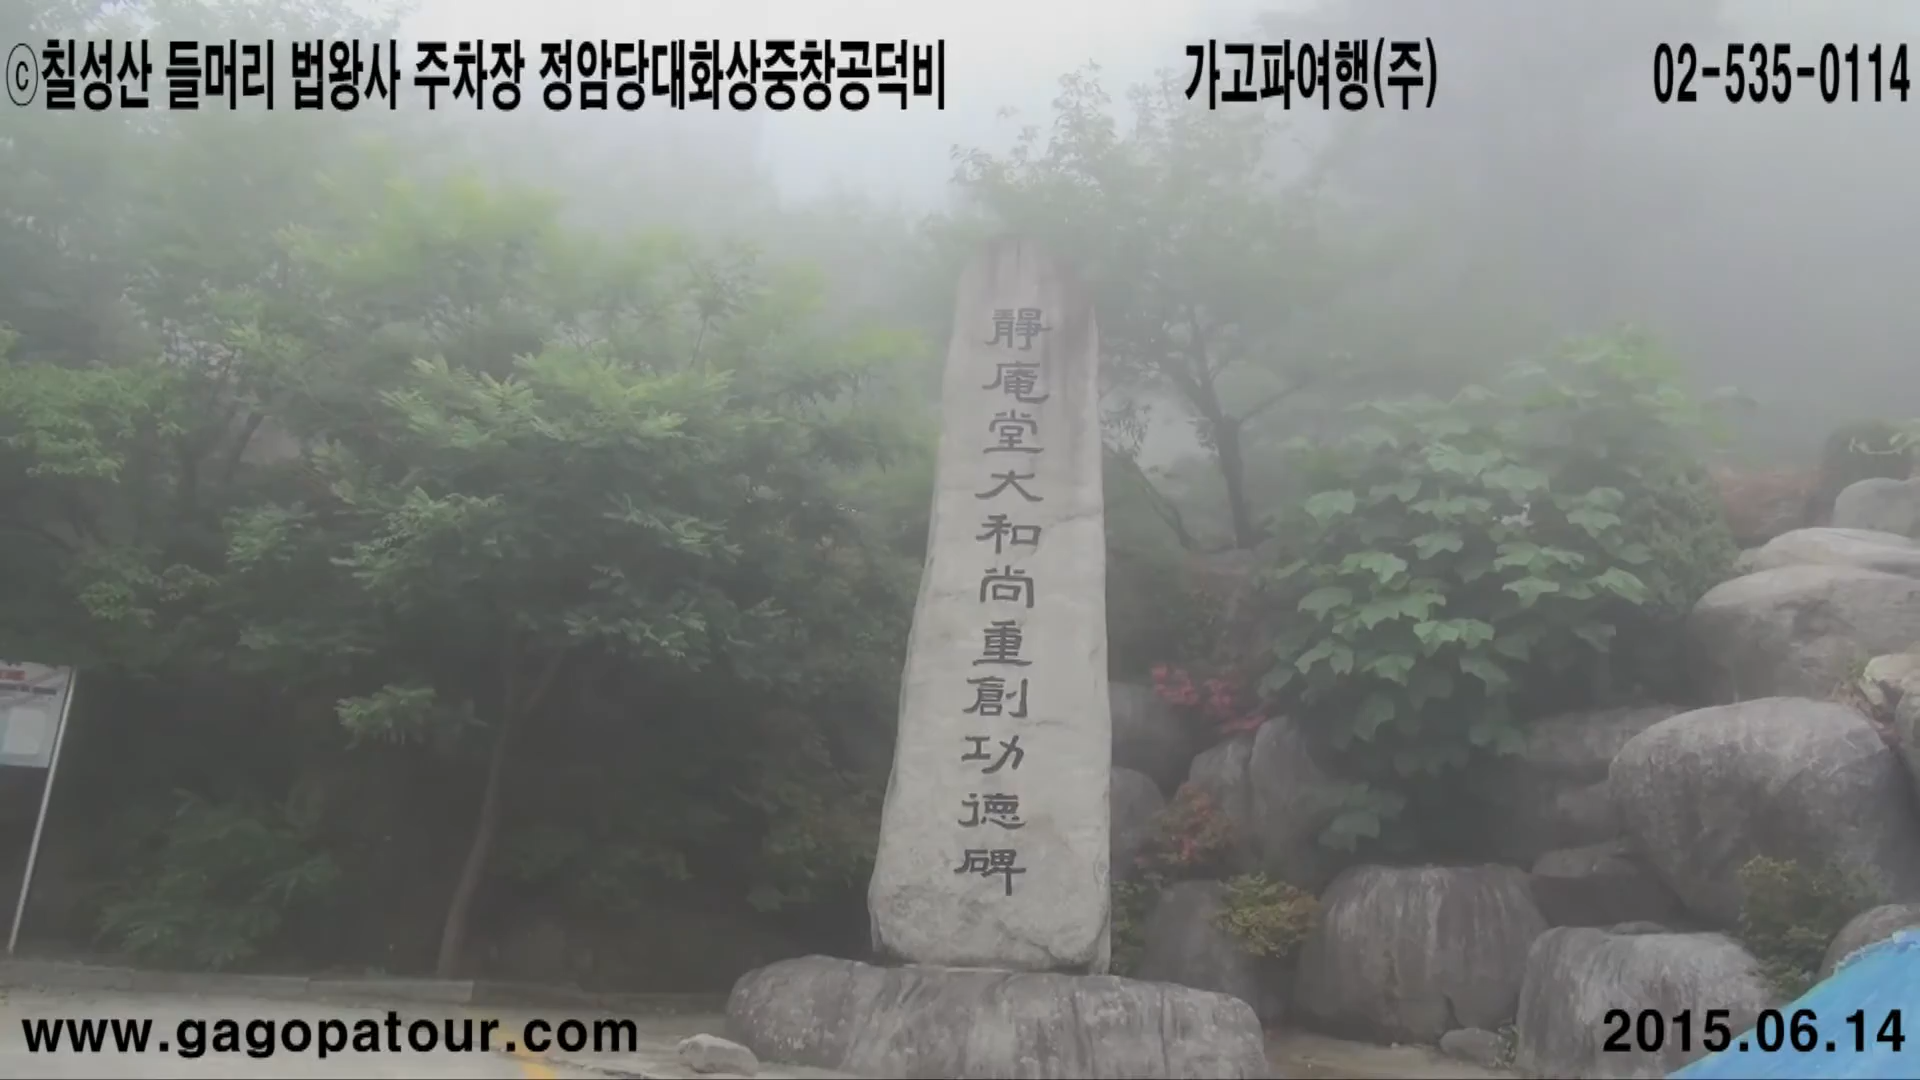 ©칠성산 들머리 법왕사 주차장 정암당대화상중창공덕비 가고파여행(주) 02-535-0114
靜庵堂大和尚重創功德碑
www.gagopatour.com 2015.06.14